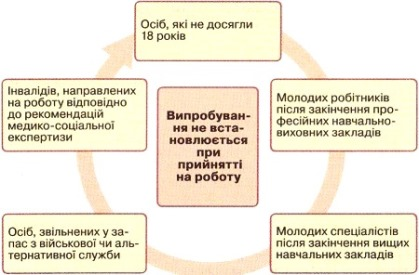 Осіб, які не досягли
18 років
Інвалідів, направлених
на роботу відповідно
до рекомендацій
медико-соціальної
експертизи
Випробуван-
ня не вста-
новлюється
при
прийнятті
на роботу
Молодих робітників
після закінчення про-
фесійних навчально-
виховних закладів
Осіб, звільнених у за-
пас з військової чи аль-
тернативної служби
Молодих спеціалістів
після закінчення вищих
навчальних закладів